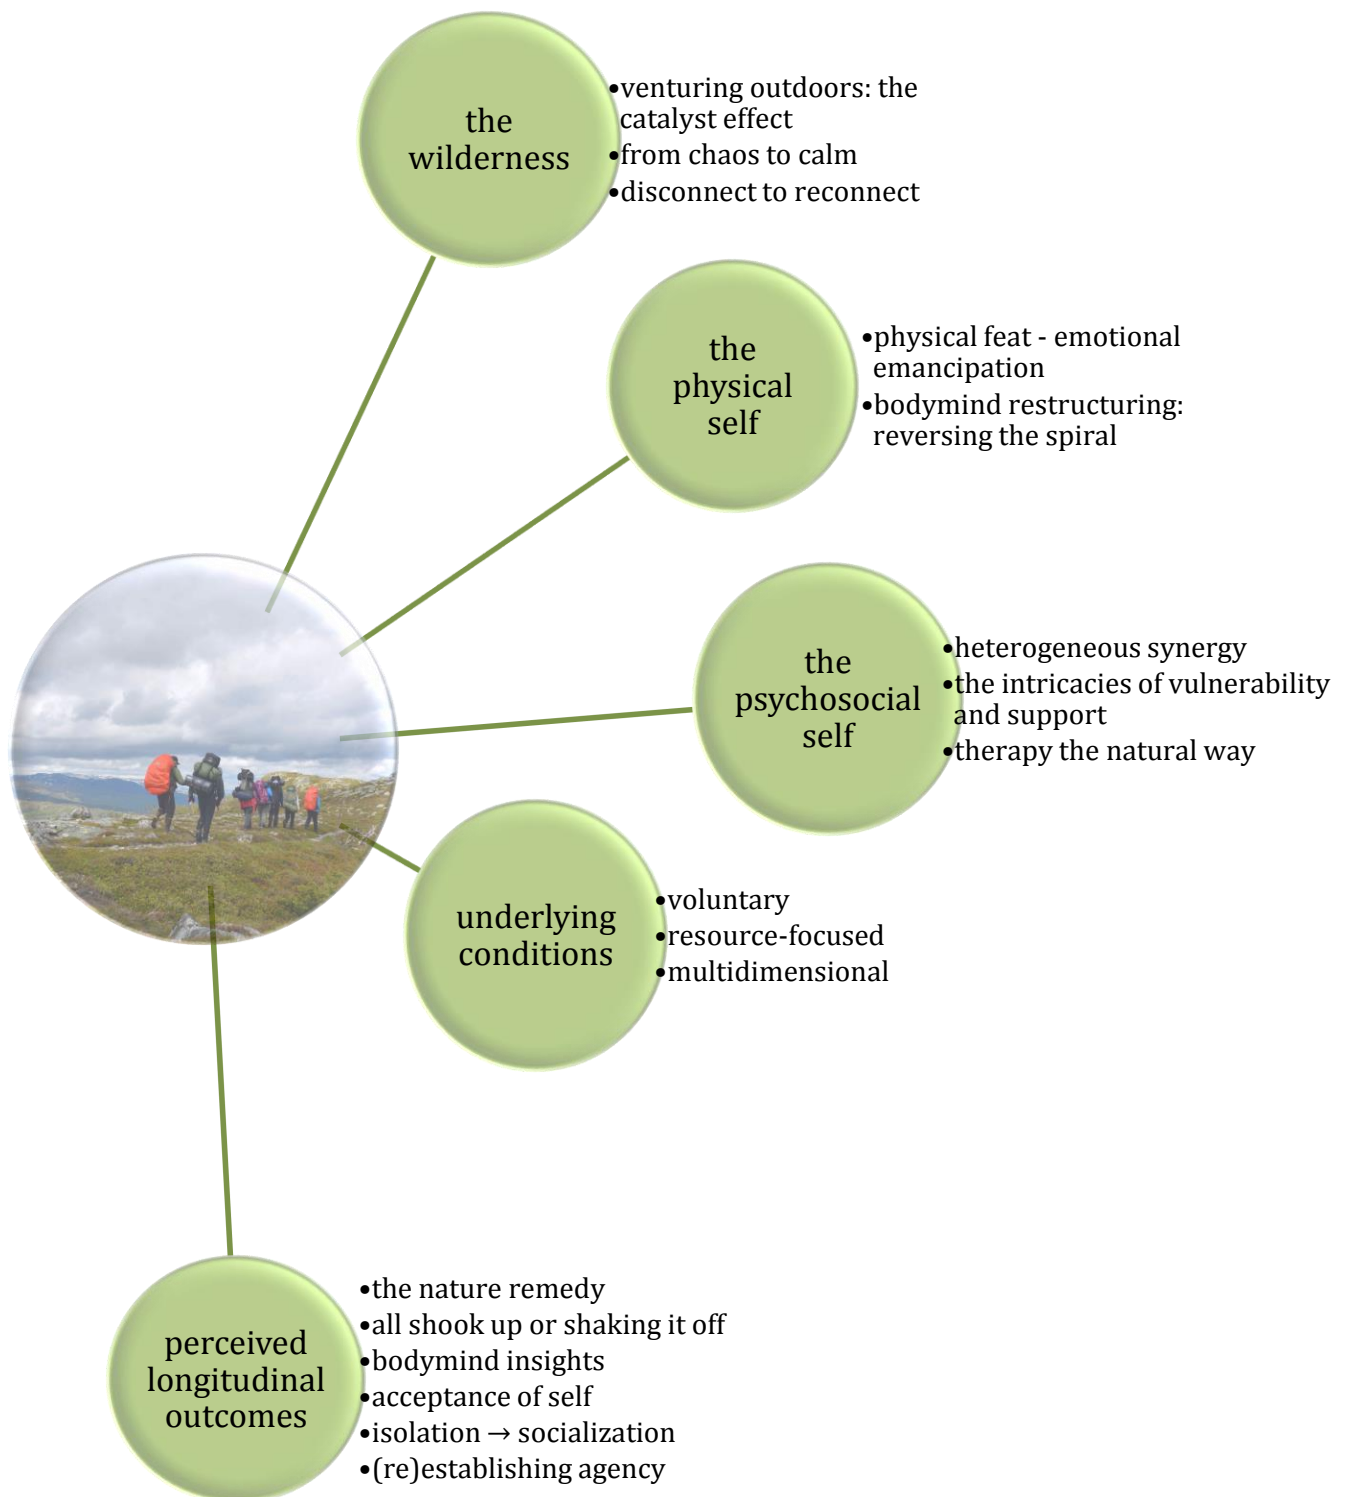 the
wilderness
•venturing outdoors: the
catalyst effect
•from chaos to calm
•disconnect to reconnect
the
physical
self
•physical feat - emotional
emancipation
•bodymind restructuring:
reversing the spiral
the
psychosocial
self
•heterogeneous synergy
•the intricacies of vulnerability
and support
•therapy the natural way
underlying
conditions
•voluntary
•resource-focused
•multidimensional
perceived
longitudinal
outcomes
•the nature remedy
•all shook up or shaking it off
•bodymind insights
•acceptance of self
•isolation → socialization
•(re)establishing agency